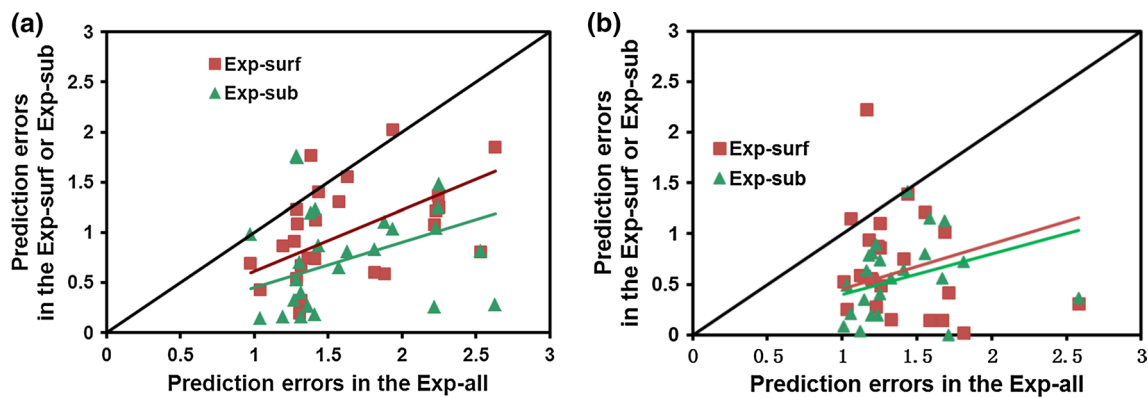 (a)
3
2.5
2
1.5
1
0.5
0
0
0.5
1
1.5
2
2.5
3
Prediction errors
in the Exp-surf or Exp-sub
Exp-surf
Exp-sub
Prediction errors in the Exp-all
(b)
3
2.5
2
1.5
1
0.5
0
0
0.5
1
1.5
2
2.5
3
Prediction errors
in the Exp-surf or Exp-sub
Exp-surf
Exp-sub
Prediction errors in the Exp-all